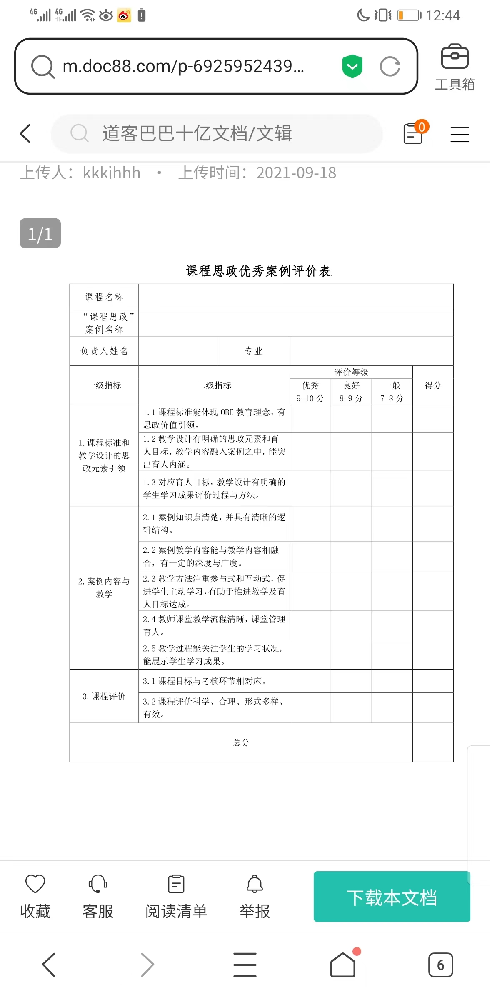 4G 4G 12:44
m.doc88.com/p-6925952439...
工具箱
道客巴巴十亿文档/文辑
0
上传人：kkkjhhh · 上传时间：2021-09-18
1/1
课程思政优秀案例评价表
课程名称
“课程思政”
案例名称
负责人姓名 专业
一级指标 二级指标 评价等级 得分
优秀 良好 一般
9-10 分 8-9 分 7-8 分
1.课程标准和
教学设计的思
政元素引领
1.1 课程标准能体现 OBE 教育理念，有
思政价值引领。
1.2 教学设计有明确的思政元素和育
人目标，教学内容融入案例之中，能突
出育人内涵。
1.3 对应育人目标，教学设计有明确的
学生学习成果评价过程与方法。
2.案例内容与
教学
2.1 案例知识点清楚，并具有清晰的逻
辑结构。
2.2 案例教学内容能与教学内容相融
合，有一定的深度与广度。
2.3 教学方法注重参与式和互动式，促
进学生主动学习，有助于推进教学及育
人目标达成。
2.4 教师课堂教学流程清晰，课堂管理
育人。
2.5 教学过程能关注学生的学习状况，
能展示学生学习成果。
3.课程评价
3.1 课程目标与考核环节相对应。
3.2 课程评价科学、合理、形式多样、
有效。
总分
收藏 客服 阅读清单 举报 下载本文档
6